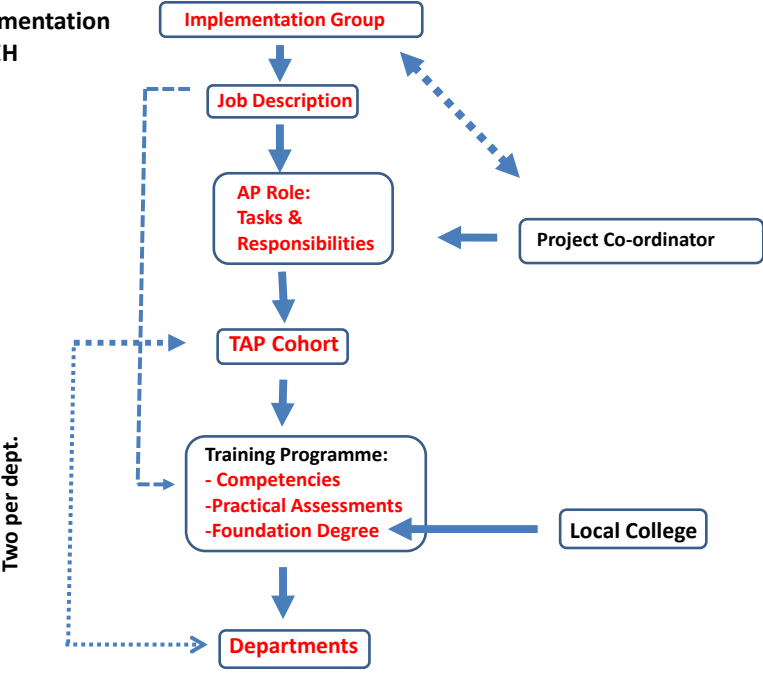 Implementation Group
Job Description
AP Role:
Tasks &
Responsibilities
Project Co-ordinator
TAP Cohort
Two per dept.
Training Programme:
- Competencies
-Practical Assessments
-Foundation Degree
Local College
Departments